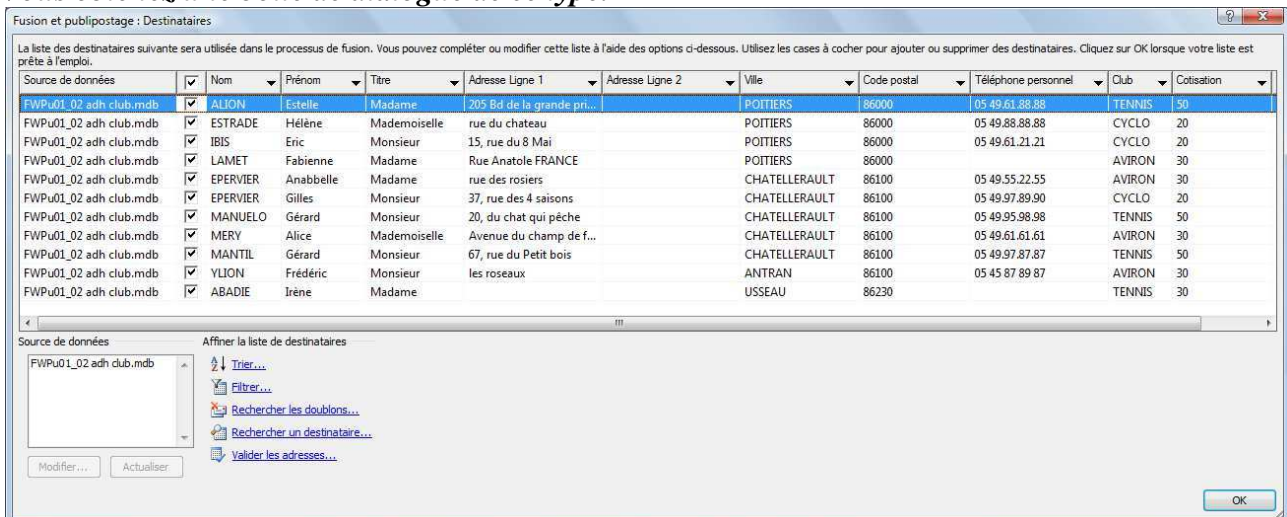 Fusion et publipostage : Destinataires
La liste des destinataires suivante sera utilisée dans le processus de fusion. Vous pouvez compléter ou modifier cette liste à l'aide des options ci-dessous. Utilisez les cases à cocher pour ajouter ou supprimer des destinataires. Cliquez sur OK lorsque votre liste est
prête à l'emploi.
Source de données Nom Prénom Titre Adresse Ligne 1 Adresse Ligne 2 Ville Code postal Téléphone personnel Club Cotisation
FWPu01_02 adh club.mdb ALION Estelle Madame 205 Bd de la grande pri... POITIERS 86000 05 49.61.88.88 TENNIS 50
FWPu01_02 adh club.mdb ESTRADE Hélène Mademoiselle rue du chateau POITIERS 86000 05 49.88.88.88 CYCLO 20
FWPu01_02 adh club.mdb IBIS Eric Monsieur 15, rue du 8 Mai POITIERS 86000 05 49.61.21.21 CYCLO 20
FWPu01_02 adh club.mdb LAMET Fabienne Madame Rue Anatole FRANCE POITIERS 86000 AVIRON 30
FWPu01_02 adh club.mdb EPERVIER Anabbelle Madame rue des rosiers CHATELLERAULT 86100 05 49.55.22.55 AVIRON 30
FWPu01_02 adh club.mdb EPERVIER Gilles Monsieur 37, rue des 4 saisons CHATELLERAULT 86100 05 49.97.89.90 CYCLO 20
FWPu01_02 adh club.mdb MANUELO Gérard Monsieur 20, du chat qui pêche CHATELLERAULT 86100 05 49.95.98.98 TENNIS 50
FWPu01_02 adh club.mdb MERY Alice Mademoiselle Avenue du champ de f... CHATELLERAULT 86100 05 49.61.61.61 AVIRON 30
FWPu01_02 adh club.mdb MANTIL Gérard Monsieur 67, rue du Petit bois CHATELLERAULT 86100 05 49.97.87.87 TENNIS 50
FWPu01_02 adh club.mdb YLION Frédéric Monsieur les roseaux ANTRAN 86100 05 45 87 89 87 AVIRON 30
FWPu01_02 adh club.mdb ABADIE Irène Madame USSEAU 86230 TENNIS 30
Source de données Affiner la liste de destinataires
FWPu01_02 adh club.mdb
Trier...
Filtrer...
Rechercher les doublons...
Rechercher un destinataire...
Valider les adresses...
Modifier... Actualiser
OK